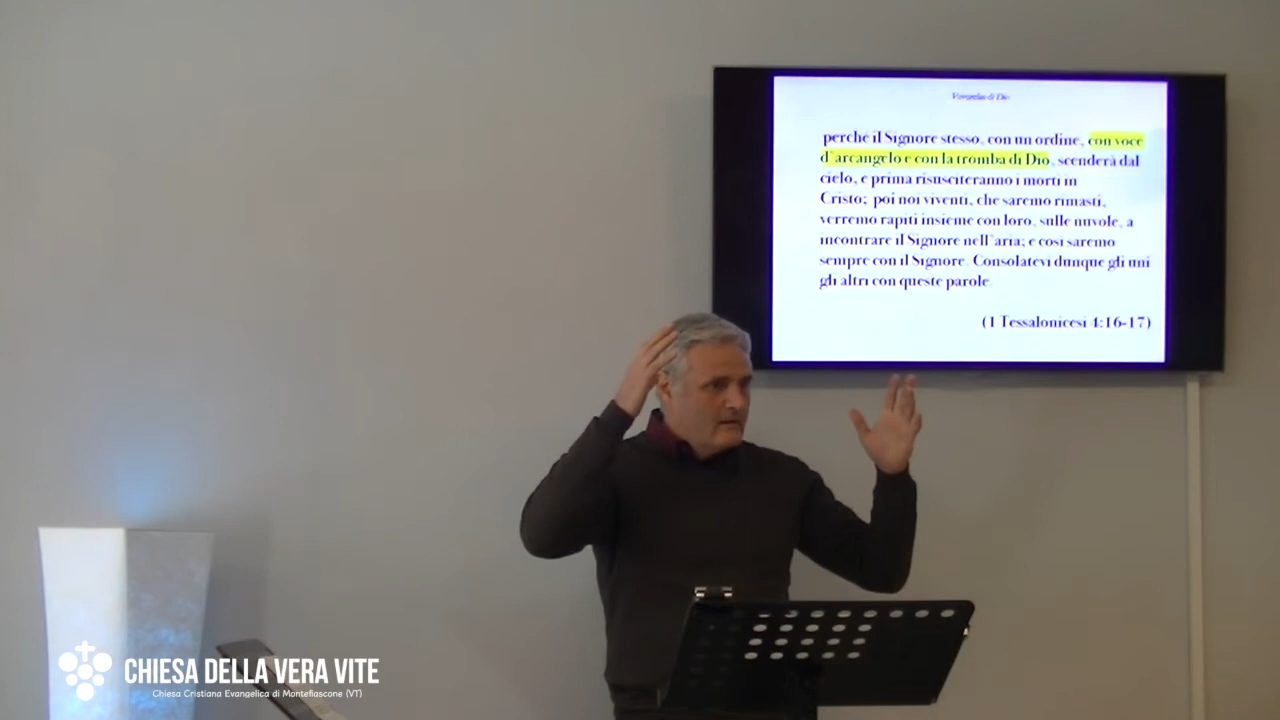 perché il Signore stesso, con un ordine, con voce
d'arcangelo e con la tromba di Dio, scenderà dal
cielo, e prima risusciteranno i morti in
Cristo; poi noi viventi, che saremo rimasti,
verremo rapiti insieme con loro, sulle nuvole, a
incontrare il Signore nell'aria; e così saremo
sempre con il Signore. Consolatevi dunque gli uni
gli altri con queste parole.
(1 Tessalonicesi 4:16-17)
CHIESA DELLA VERA VITE
Chiesa Cristiana Evangelica di Montefiascone (VT)